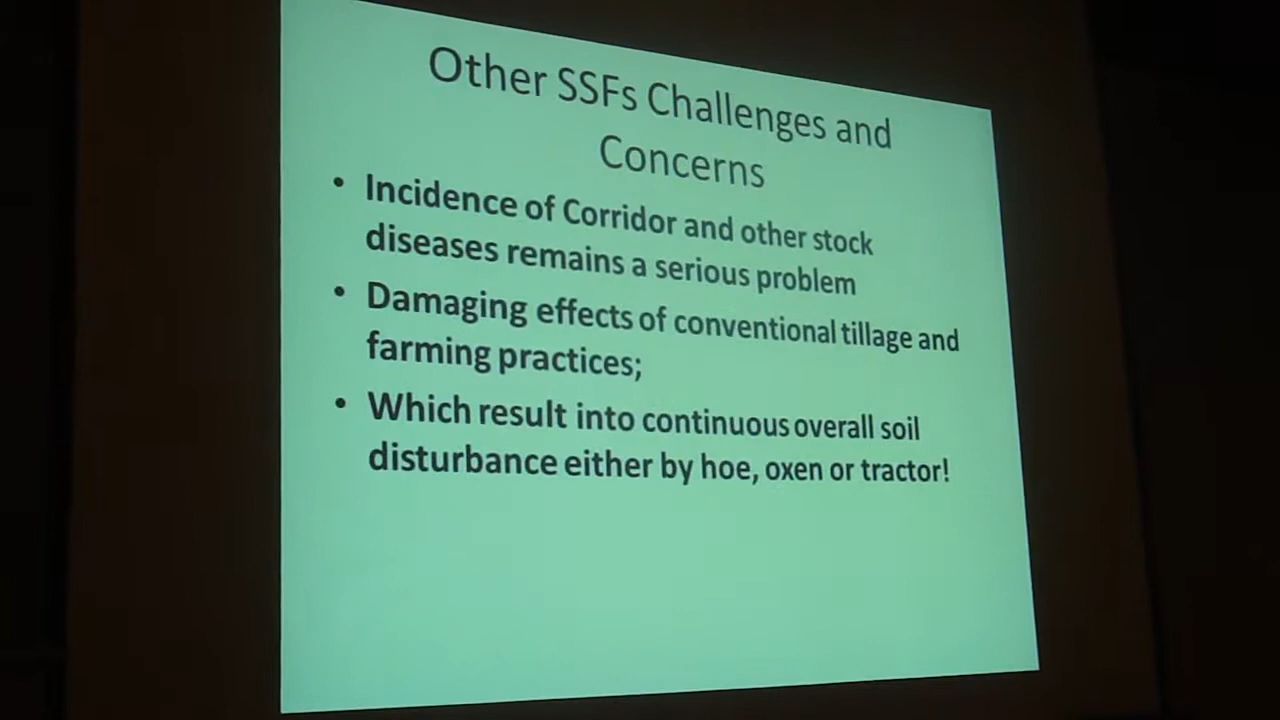 Other SSFs Challenges and
Concerns
• Incidence of Corridor and other stock
diseases remains a serious problem
• Damaging effects of conventional tillage and
farming practices;
• Which result into continuous overall soil
disturbance either by hoe, oxen or tractor!